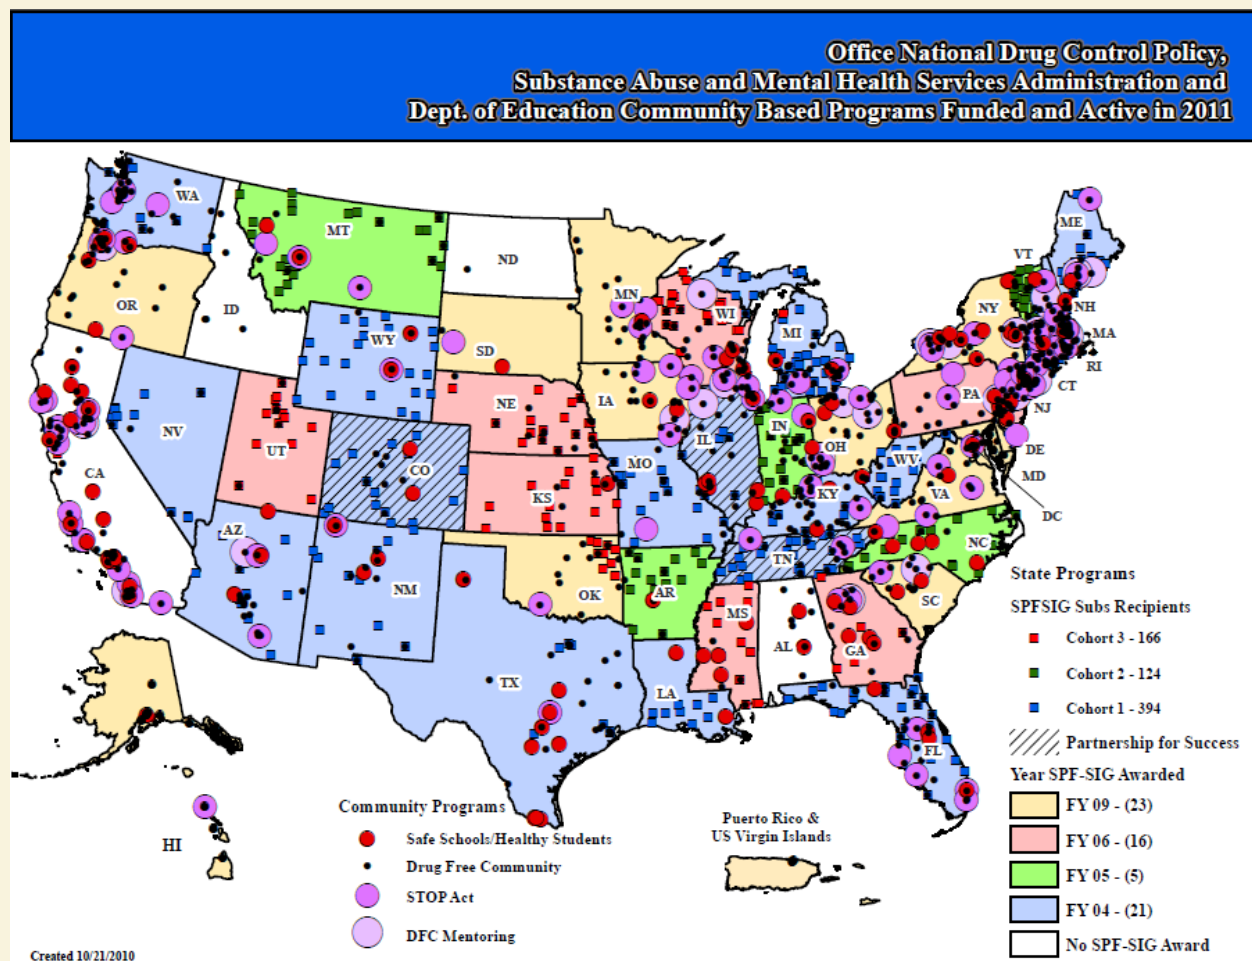 Office National Drug Control Policy,
Substance Abuse and Mental Health Services Administration and
Dept. of Education Community Based Programs Funded and Active in 2011
WA
MT
ND
MN
ME
VT
NH
NY
MA
RI
CT
OR
ID
WY
SD
WI
MI
IA
NE
PA
NJ
NV
UT
CO
IL
IN
OH
WV
DE
MD
DC
CA
KS
MO
KY
VA
AZ
NM
OK
AR
TN
NC
SC
MS
AL
GA
TX
LA
FL
HI
Puerto Rico &
US Virgin Islands
Community Programs
Safe Schools/Healthy Students
Drug Free Community
STOP Act
DFC Mentoring
State Programs
SPFSIG Subs Recipients
Cohort 3 - 166
Cohort 2 - 124
Cohort 1 - 394
Partnership for Success
Year SPF-SIG Awarded
FY 09 - (23)
FY 06 - (16)
FY 05 - (5)
FY 04 - (21)
No SPF-SIG Award
Created 10/21/2010